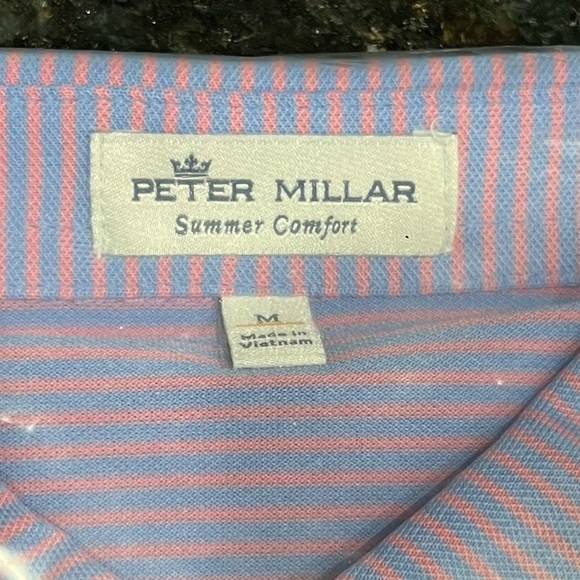 PETER MILLAR
Summer Comfort
M
Made in
Vietnam